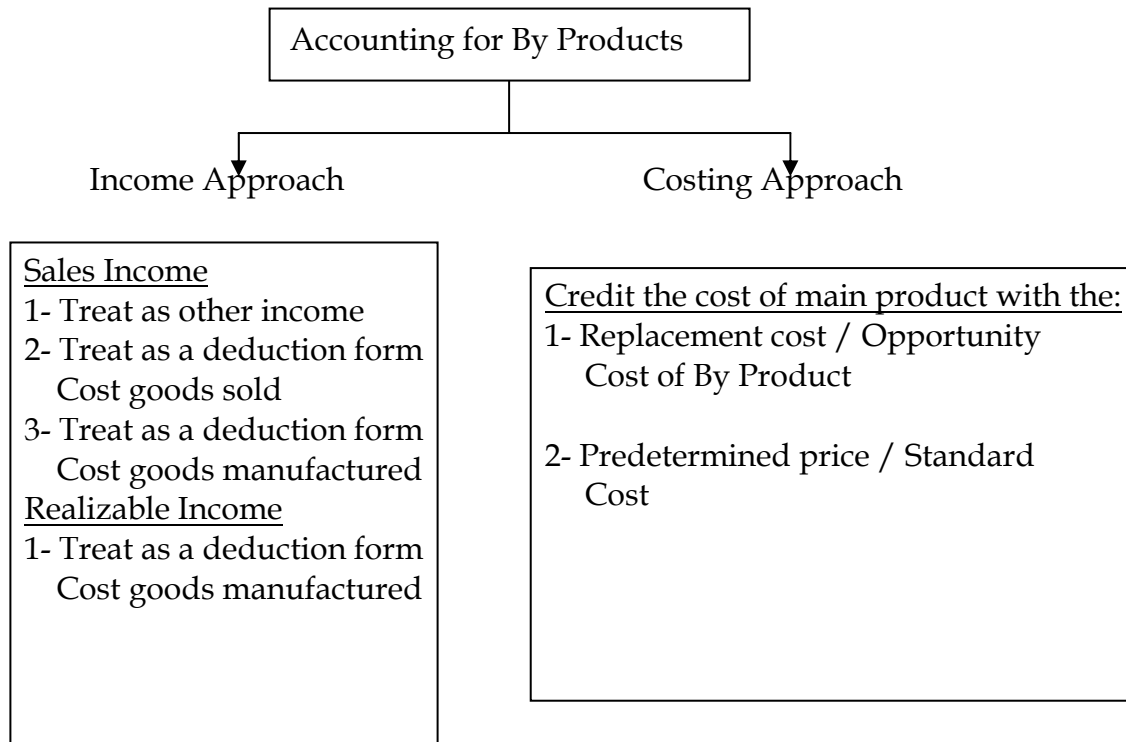 Accounting for By Products
Income Approach
Costing Approach
Sales Income
1- Treat as other income
2- Treat as a deduction form
Cost goods sold
3- Treat as a deduction form
Cost goods manufactured
Realizable Income
1- Treat as a deduction form
Cost goods manufactured
Credit the cost of main product with the:
1- Replacement cost / Opportunity
Cost of By Product
2- Predetermined price / Standard
Cost